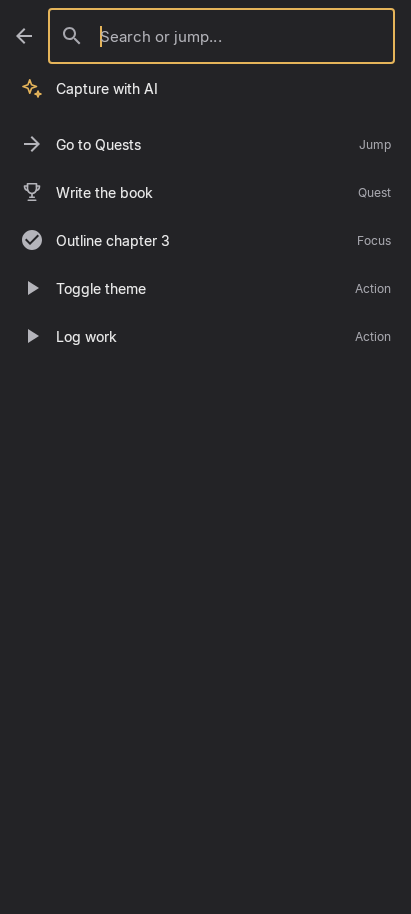 Search or jump...
Capture with AI
Go to Quests Jump
Write the book Quest
Outline chapter 3 Focus
Toggle theme Action
Log work Action